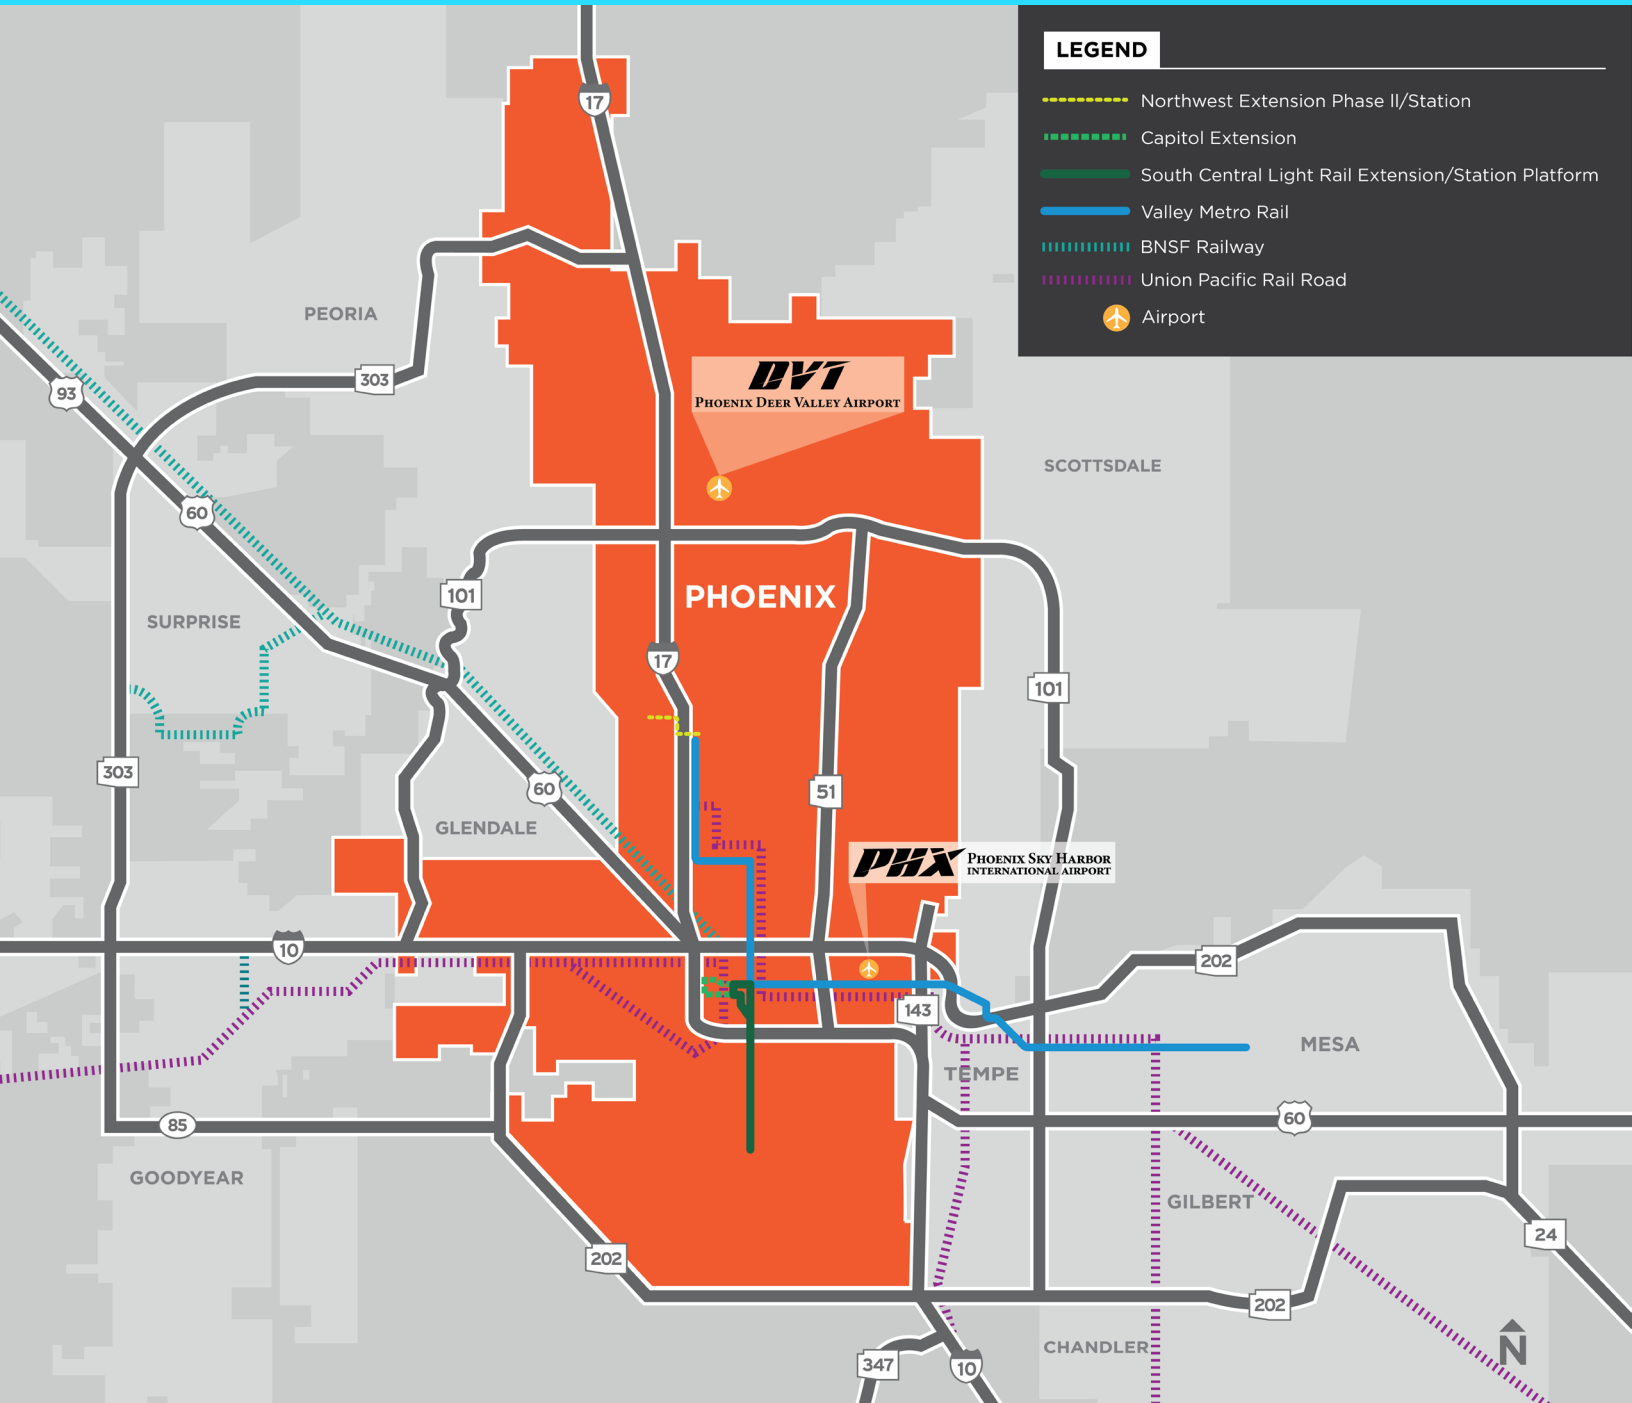 LEGEND
Northwest Extension Phase II/Station
Capitol Extension
South Central Light Rail Extension/Station Platform
Valley Metro Rail
BNSF Railway
Union Pacific Rail Road
Airport
17
PEORIA
303
93
DVT
PHOENIX DEER VALLEY AIRPORT
SCOTTSDALE
60
101
PHOENIX
SURPRISE
17
101
303
60
51
GLENDALE
PHX PHOENIX SKY HARBOR
INTERNATIONAL AIRPORT
10
202
143
MESA
TEMPE
85
60
GOODYEAR
GILBERT
24
202
202
CHANDLER
N
347
10